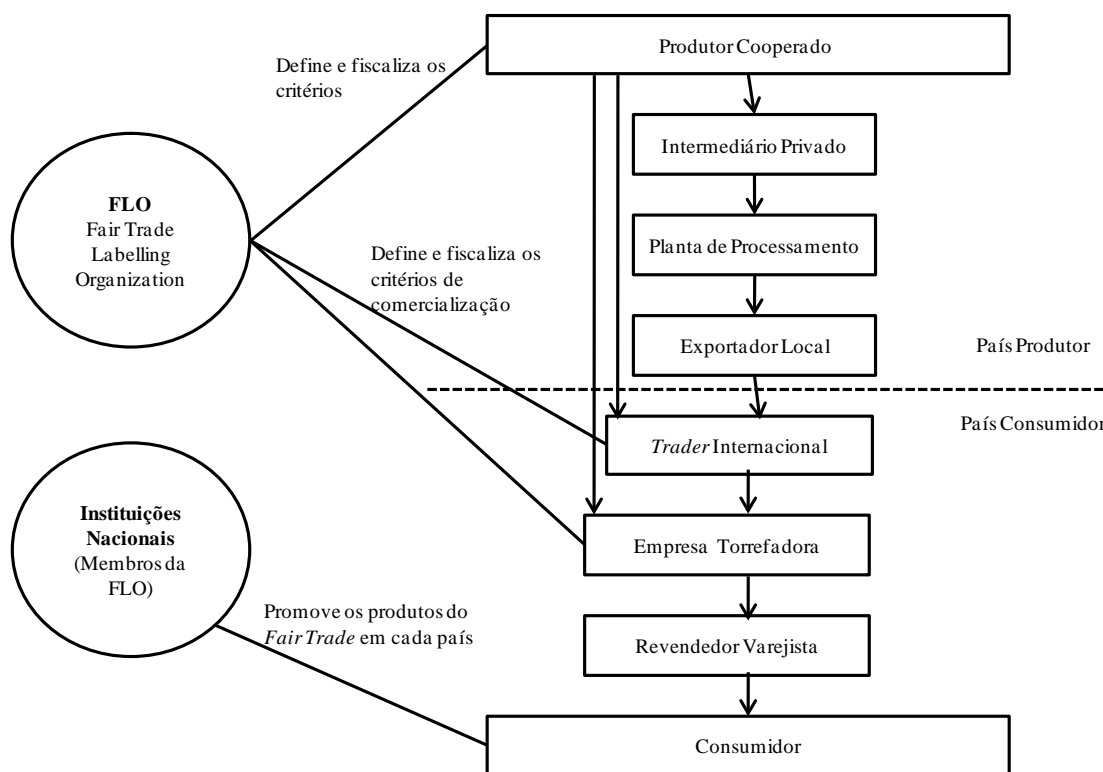 Produtor Cooperado
Define e fiscaliza os
critérios
Intermediário Privado
FLO
Fair Trade
Labelling
Organization
Planta de Processamento
Define e fiscaliza os
critérios de
comercialização
Exportador Local
País Produtor
País Consumidor
Trader Internacional
Instituições
Nacionais
(Membros da
FLO)
Empresa Torrefadora
Promove os produtos do
Fair Trade em cada país
Revendedor Varejista
Consumidor